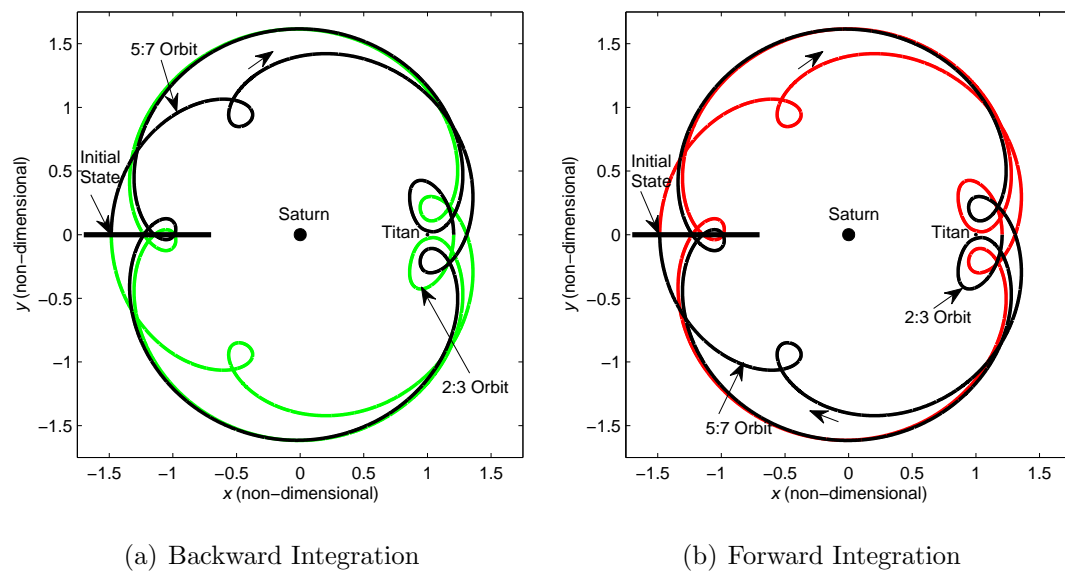 5:7 Orbit
Initial
State
Saturn
Titan
2:3 Orbit
1.5
1
0.5
0
−0.5
−1
−1.5
y (non−dimensional)
−1.5 −1 −0.5 0 0.5 1 1.5
x (non−dimensional)
(a) Backward Integration
Initial
State
Saturn
Titan
2:3 Orbit
5:7 Orbit
1.5
1
0.5
0
−0.5
−1
−1.5
y (non−dimensional)
−1.5 −1 −0.5 0 0.5 1 1.5
x (non−dimensional)
(b) Forward Integration